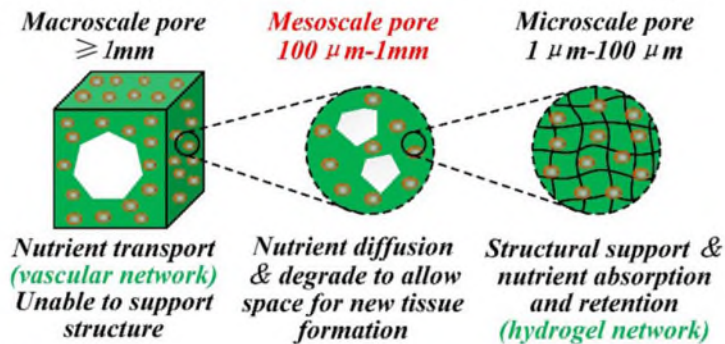 Macroscale pore
≥1mm
Mesoscale pore
100 μm-1mm
Microscale pore
1 μm-100 μm
Nutrient transport
(vascular network)
Unable to support
structure
Nutrient diffusion
& degrade to allow
space for new tissue
formation
Structural support &
nutrient absorption
and retention
(hydrogel network)